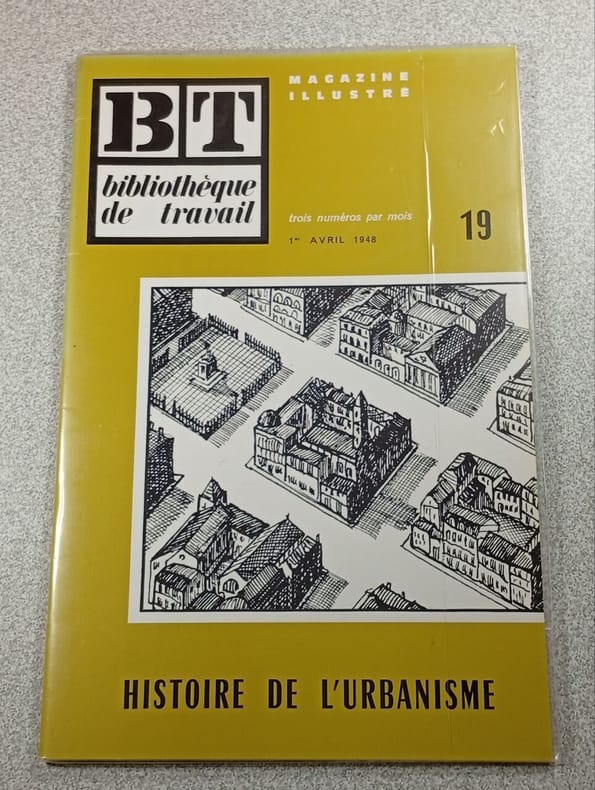 BT
bibliothèque
de travail
MAGAZINE
ILLUSTRÉ
trois numéros par mois
1er AVRIL 1948
19
HISTOIRE DE L'URBANISME